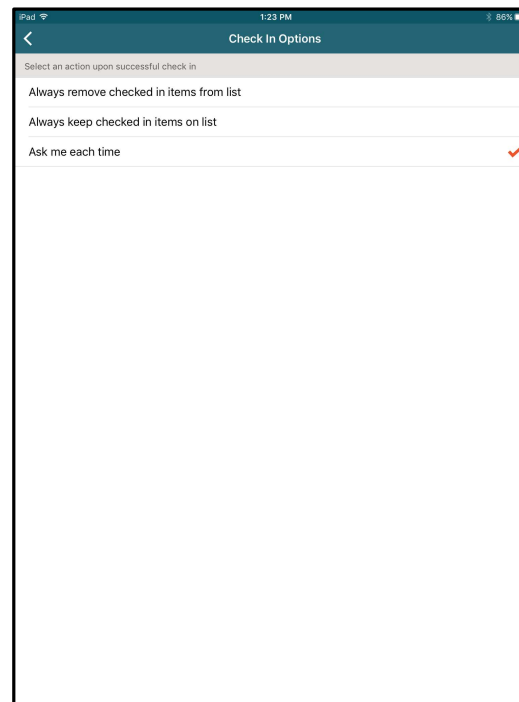 iPad 1:23 PM 86%
Check In Options
Select an action upon successful check in
Always remove checked in items from list
Always keep checked in items on list
Ask me each time